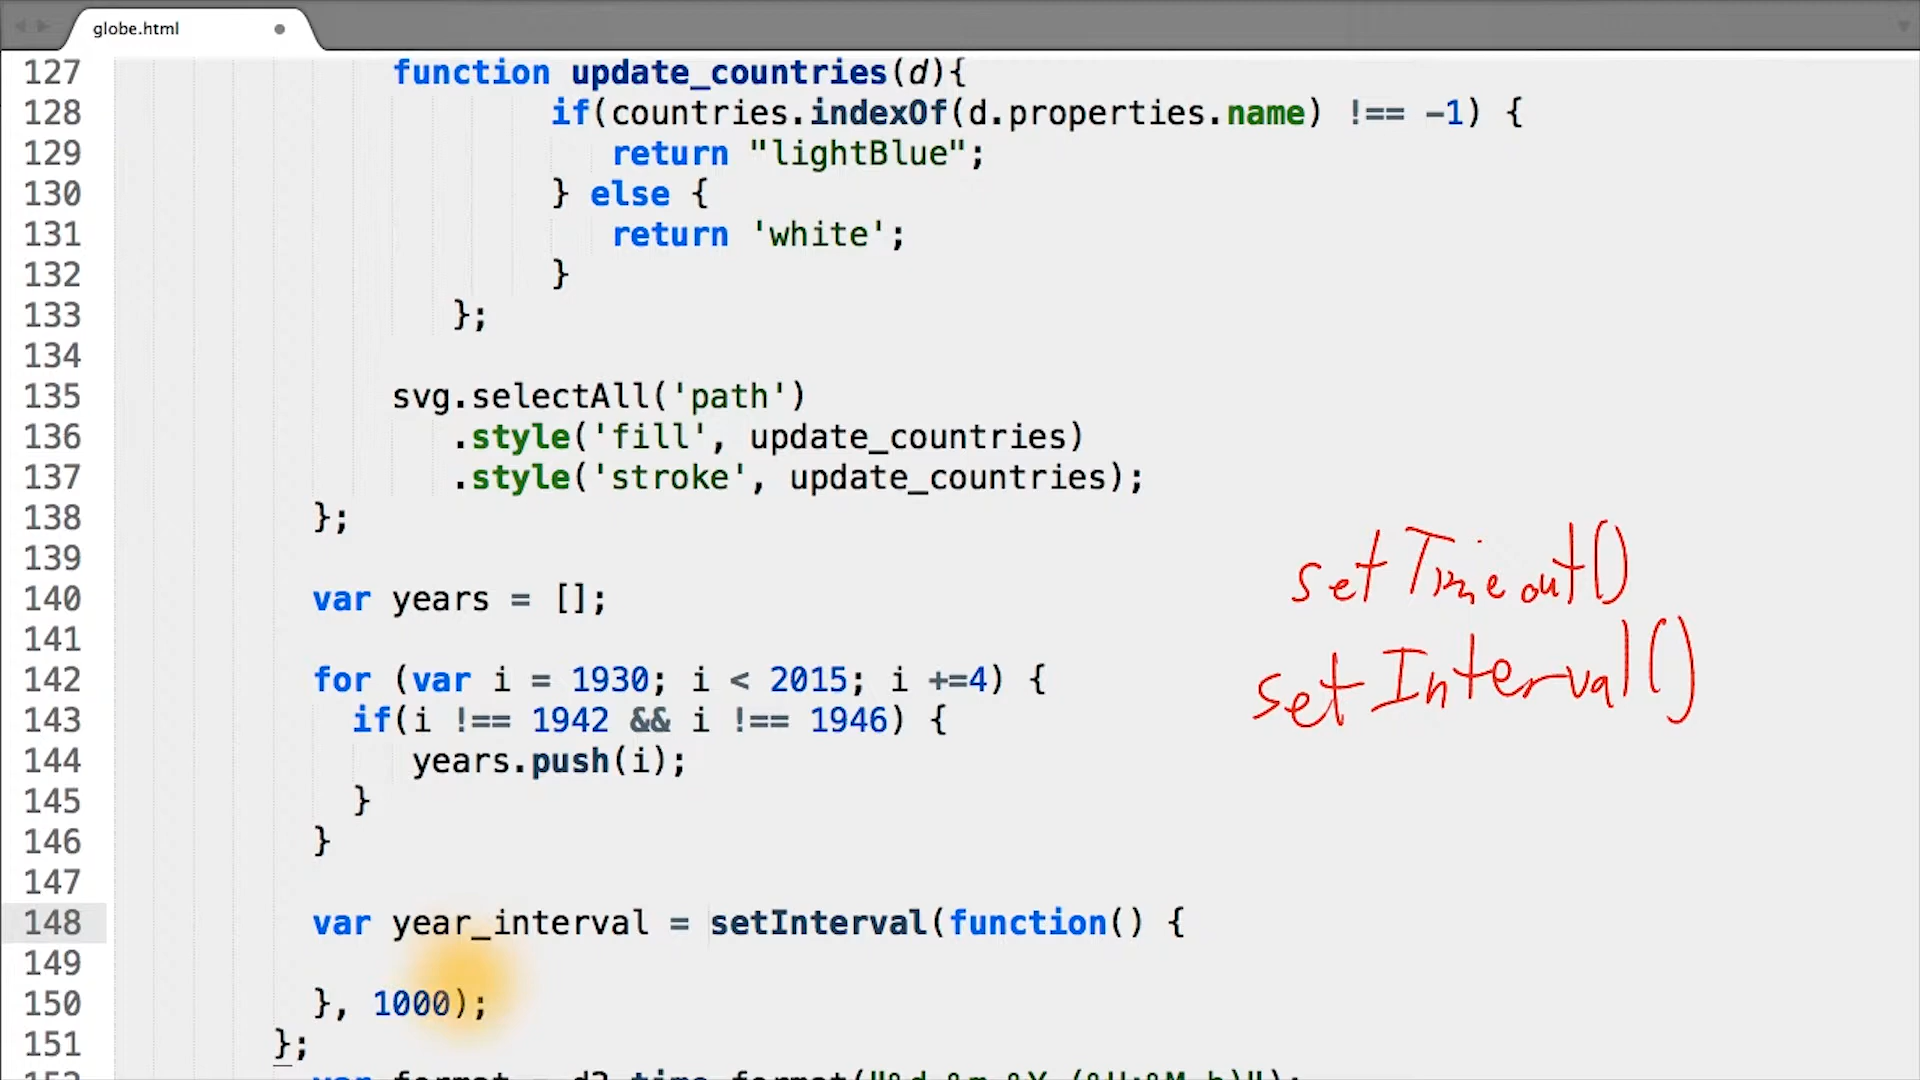 globe.html
127 function update_countries(d){
128 if(countries.indexOf(d.properties.name) !== -1) {
129 return "lightBlue";
130 } else {
131 return 'white';
132 }
133 };
134
135 svg.selectAll('path')
136 .style('fill', update_countries)
137 .style('stroke', update_countries);
138 };
139
140 var years = [];
141
142 for (var i = 1930; i < 2015; i +=4) {
143 if(i !== 1942 && i !== 1946) {
144 years.push(i);
145 }
146 }
147
148 var year_interval = setInterval(function() {
149
150 }, 1000);
151 };
setTimeout()
setInterval()